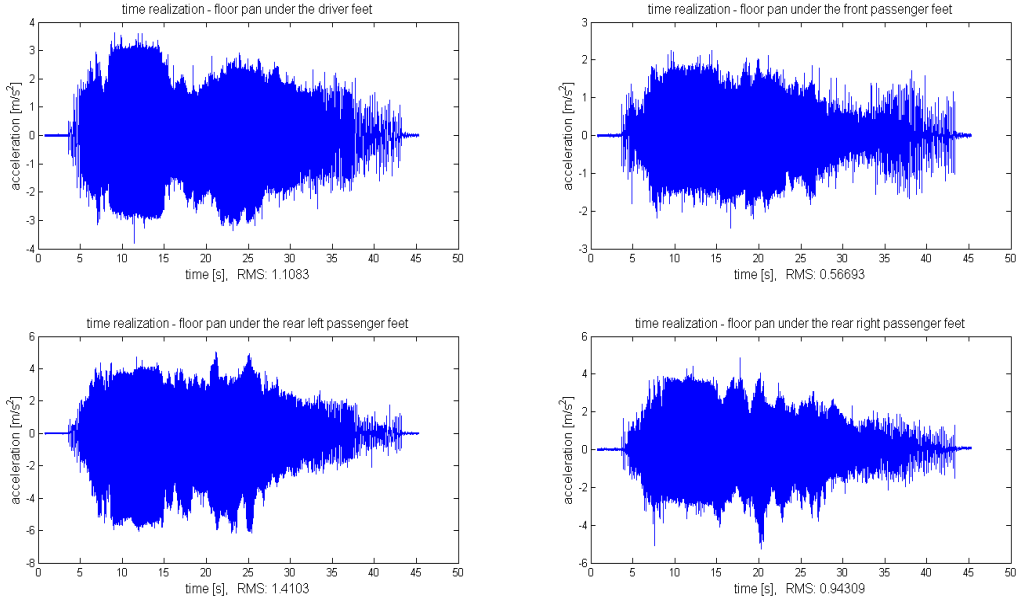 time realization - floor pan under the driver feet
acceleration [m/s²]
4
3
2
1
0
-1
-2
-3
-4
0 5 10 15 20 25 30 35 40 45 50
time [s], RMS: 1.1083
time realization - floor pan under the front passenger feet
acceleration [m/s²]
3
2
1
0
-1
-2
-3
0 5 10 15 20 25 30 35 40 45 50
time [s], RMS: 0.56693
time realization - floor pan under the rear left passenger feet
acceleration [m/s²]
6
4
2
0
-2
-4
-6
-8
0 5 10 15 20 25 30 35 40 45 50
time [s], RMS: 1.4103
time realization - floor pan under the rear right passenger feet
acceleration [m/s²]
6
4
2
0
-2
-4
-6
0 5 10 15 20 25 30 35 40 45 50
time [s], RMS: 0.94309